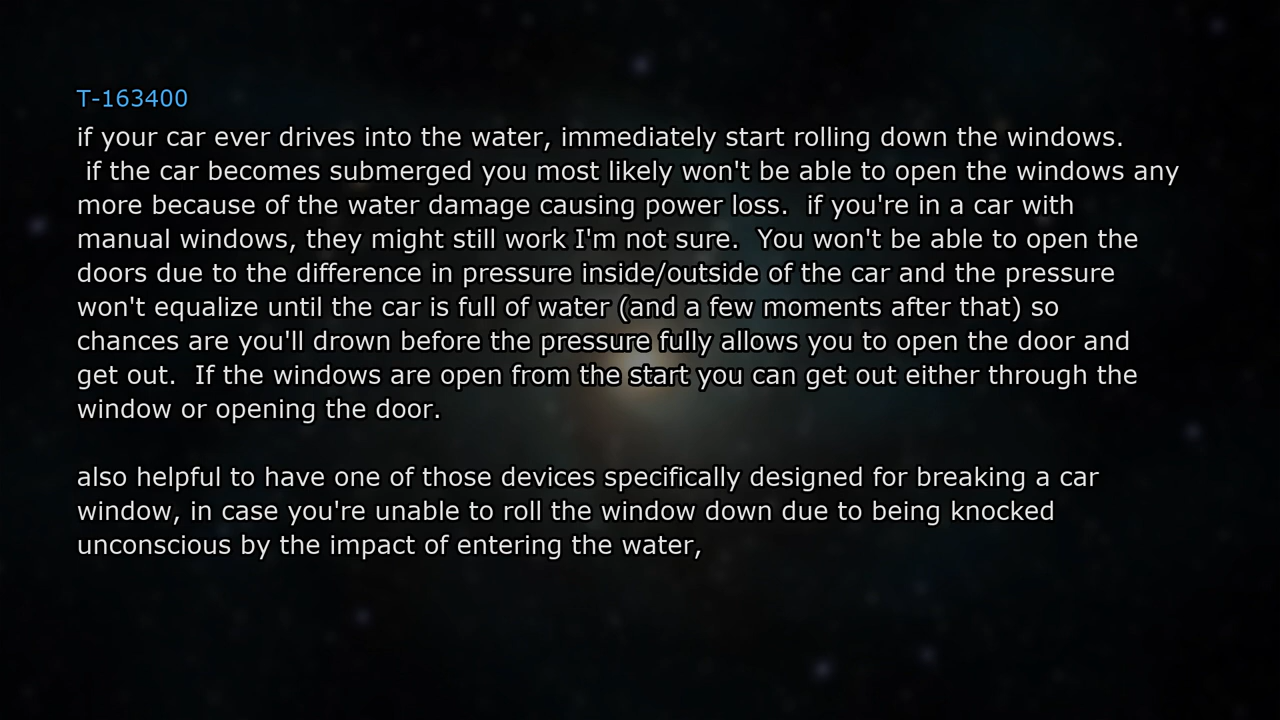 T-163400
if your car ever drives into the water, immediately start rolling down the windows.
if the car becomes submerged you most likely won't be able to open the windows any
more because of the water damage causing power loss.  if you're in a car with
manual windows, they might still work I'm not sure.  You won't be able to open the
doors due to the difference in pressure inside/outside of the car and the pressure
won't equalize until the car is full of water (and a few moments after that) so
chances are you'll drown before the pressure fully allows you to open the door and
get out.  If the windows are open from the start you can get out either through the
window or opening the door.

also helpful to have one of those devices specifically designed for breaking a car
window, in case you're unable to roll the window down due to being knocked
unconscious by the impact of entering the water,